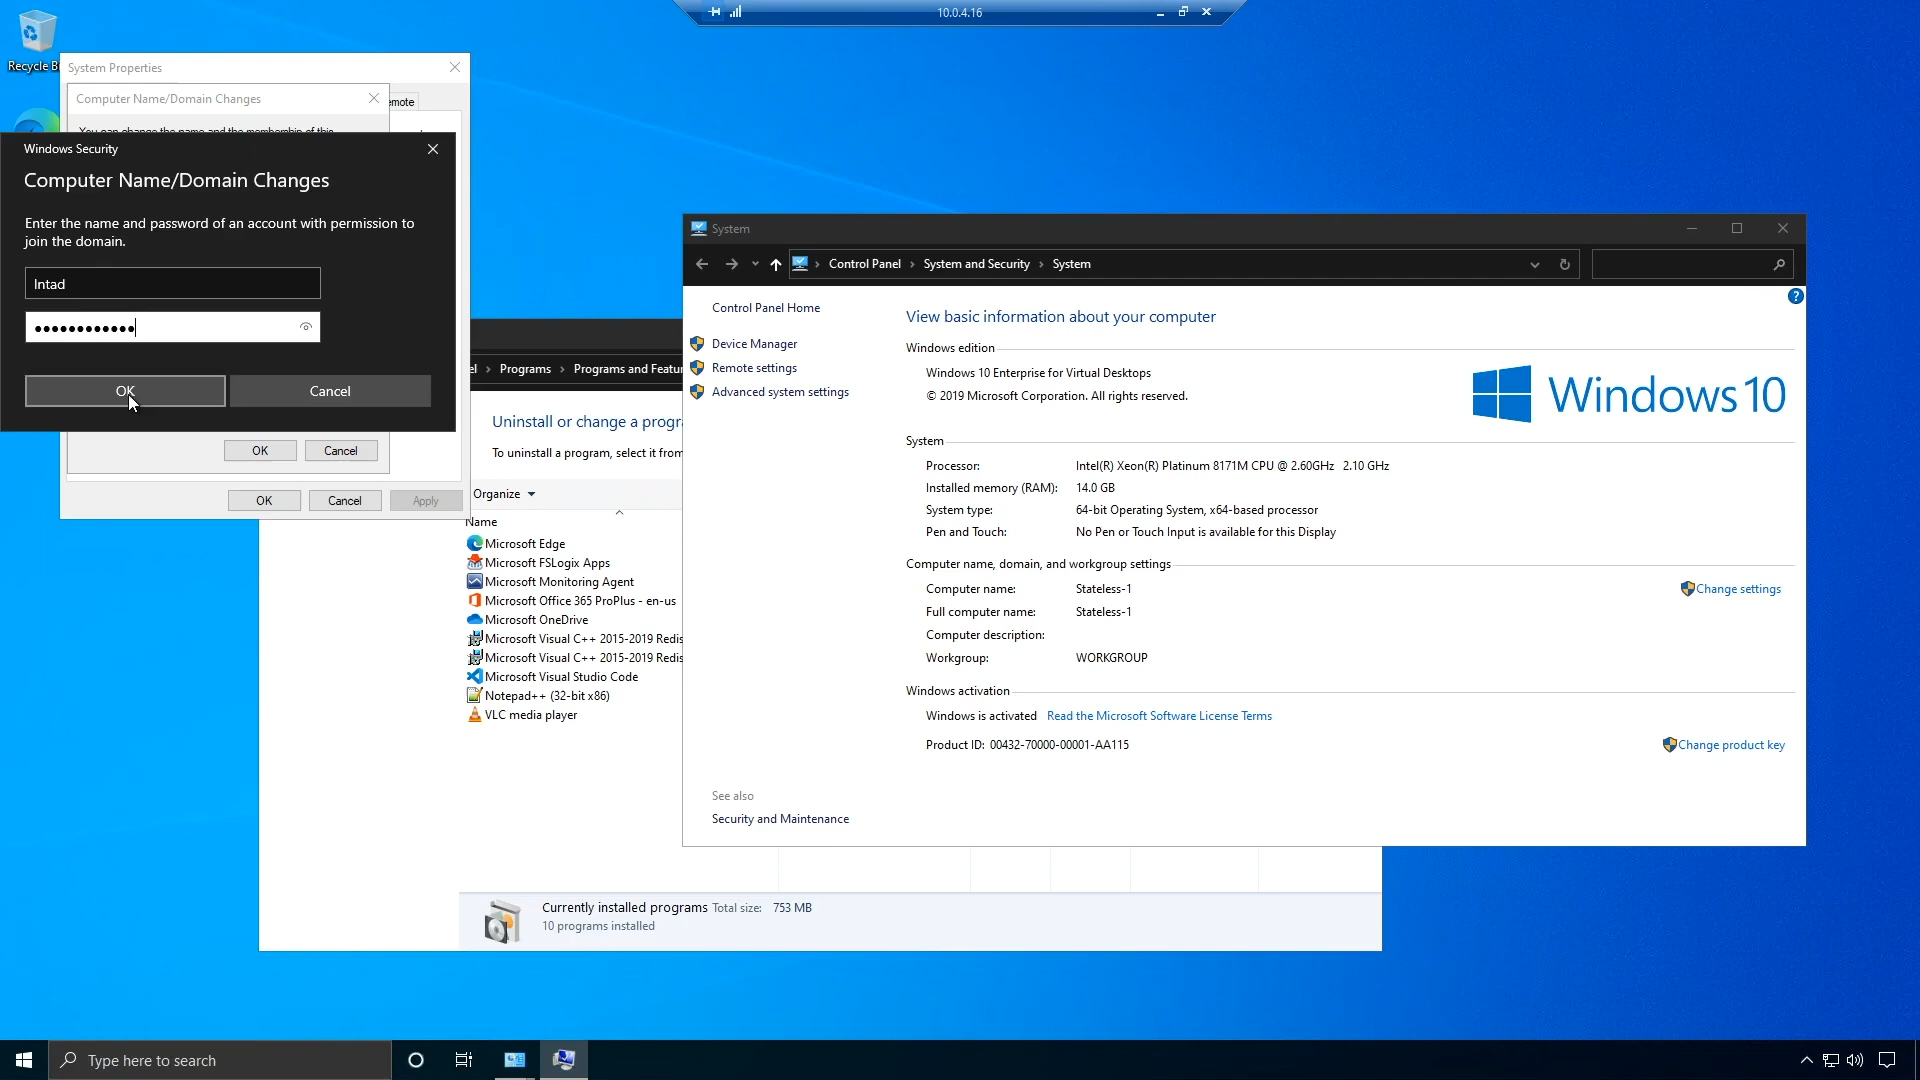 10.0.4.16
System Properties
Computer Name/Domain Changes
emote
You can change the name and the membership of this
Windows Security
Computer Name/Domain Changes
Enter the name and password of an account with permission to
join the domain.
Intad
OK
Cancel
OK
Cancel
OK
Cancel
Apply
el › Programs › Programs and Featur
Uninstall or change a progra
To uninstall a program, select it from
Organize
Name
Microsoft Edge
Microsoft FSLogix Apps
Microsoft Monitoring Agent
Microsoft Office 365 ProPlus - en-us
Microsoft OneDrive
Microsoft Visual C++ 2015-2019 Redis
Microsoft Visual C++ 2015-2019 Redis
Microsoft Visual Studio Code
Notepad++ (32-bit x86)
VLC media player
Currently installed programs Total size: 753 MB
10 programs installed
System
Control Panel › System and Security › System
Control Panel Home
Device Manager
Remote settings
Advanced system settings
See also
Security and Maintenance
View basic information about your computer
Windows edition
Windows 10 Enterprise for Virtual Desktops
© 2019 Microsoft Corporation. All rights reserved.
Windows 10
System
Processor: Intel(R) Xeon(R) Platinum 8171M CPU @ 2.60GHz 2.10 GHz
Installed memory (RAM): 14.0 GB
System type: 64-bit Operating System, x64-based processor
Pen and Touch: No Pen or Touch Input is available for this Display
Computer name, domain, and workgroup settings
Computer name: Stateless-1
Change settings
Full computer name: Stateless-1
Computer description:
Workgroup: WORKGROUP
Windows activation
Windows is activated Read the Microsoft Software License Terms
Product ID: 00432-70000-00001-AA115
Change product key
Type here to search